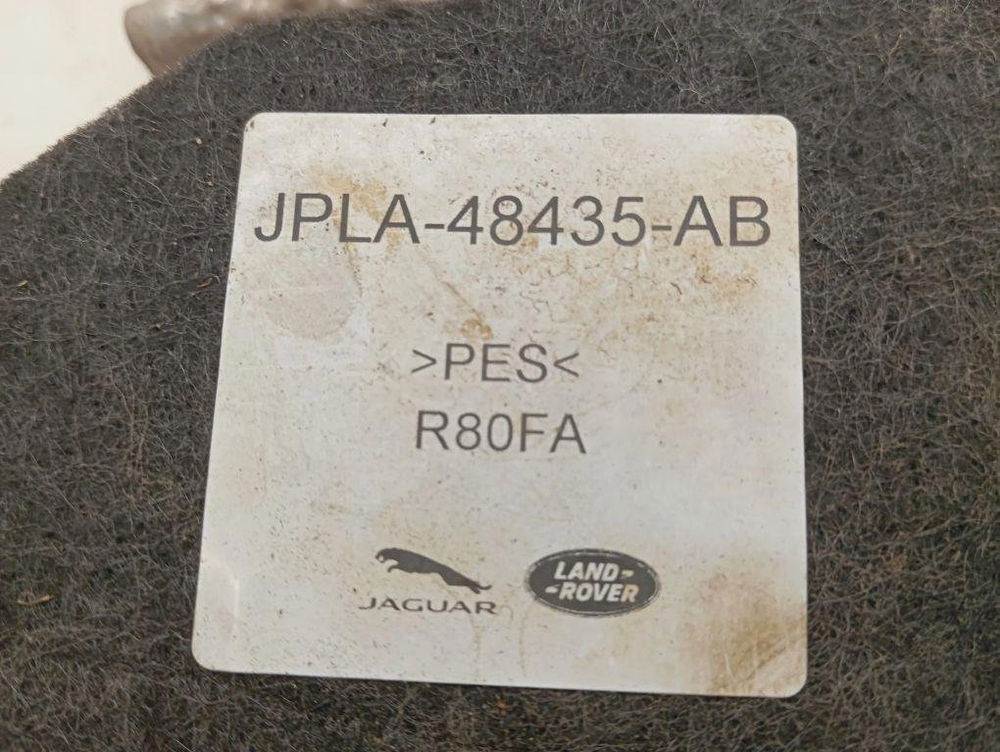 JPLA-48435-AB
>PES<
R80FA
JAGUAR
LAND-
-ROVER